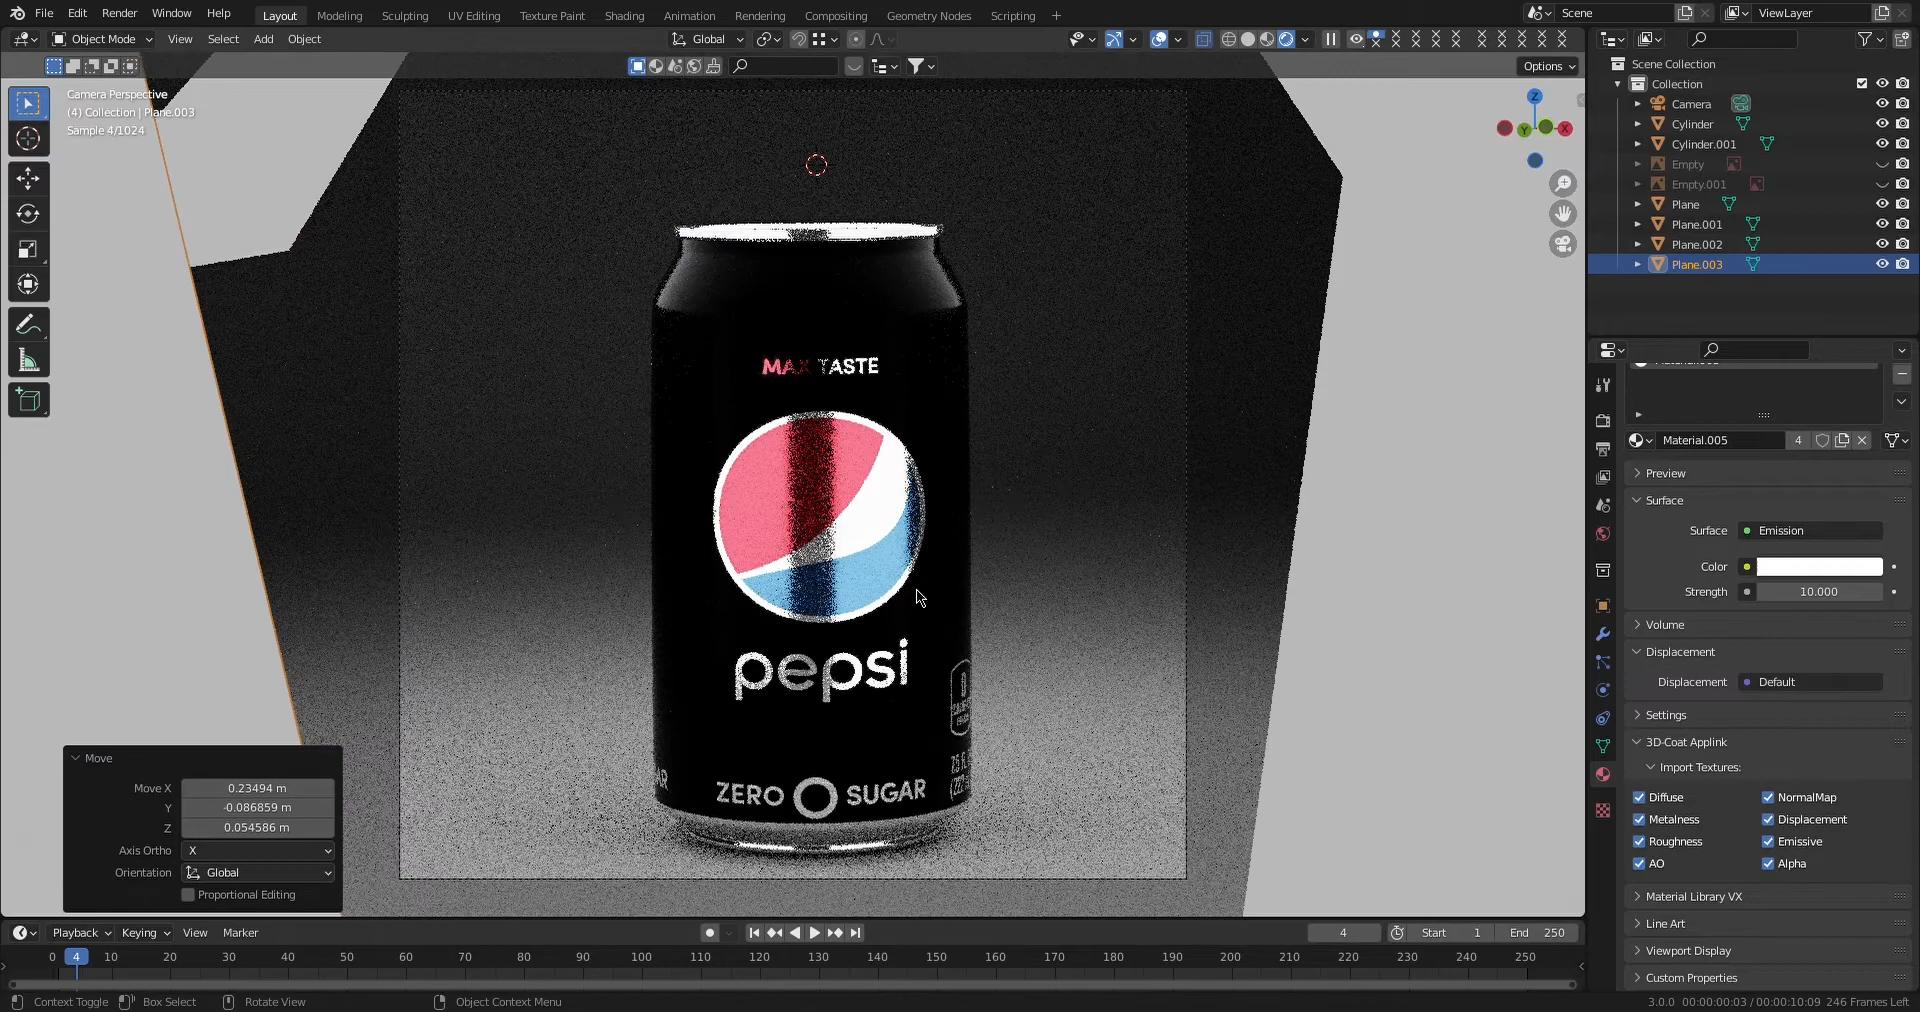 File Edit Render Window Help Layout Modeling Sculpting UV Editing Texture Paint Shading Animation Rendering Compositing Geometry Nodes Scripting + Scene ViewLayer
Object Mode View Select Add Object Global
Options
Camera Perspective
(4) Collection | Plane.003
Sample 4/1024
Z
Y
X
MAX TASTE
pepsi
ZERO SUGAR
Move
Move X 0.23494 m
Y -0.086859 m
Z 0.054586 m
Axis Ortho X
Orientation Global
Proportional Editing
Scene Collection
Collection
Camera
Cylinder
Cylinder.001
Empty
Empty.001
Plane
Plane.001
Plane.002
Plane.003
Material.005 4
Preview
Surface
Surface Emission
Color
Strength 10.000
Volume
Displacement
Displacement Default
Settings
3D-Coat Applink
Import Textures:
Diffuse NormalMap
Metalness Displacement
Roughness Emissive
AO Alpha
Material Library VX
Line Art
Viewport Display
Custom Properties
Playback Keying View Marker 4 Start 1 End 250
0 4 10 20 30 40 50 60 70 80 90 100 110 120 130 140 150 160 170 180 190 200 210 220 230 240 250
Context Toggle Box Select Rotate View Object Context Menu 3.0.0 00:00:00:03 / 00:00:10:09 246 Frames Left